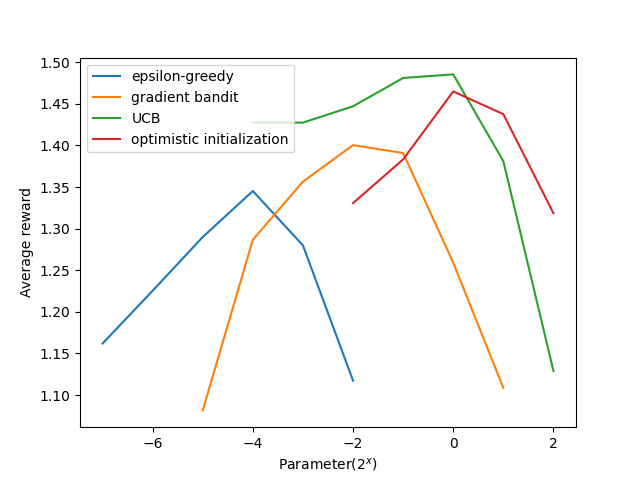 1.50
1.45
1.40
1.35
1.30
1.25
1.20
1.15
1.10
Average reward
epsilon-greedy
gradient bandit
UCB
optimistic initialization
−6 −4 −2 0 2
Parameter(2^x)